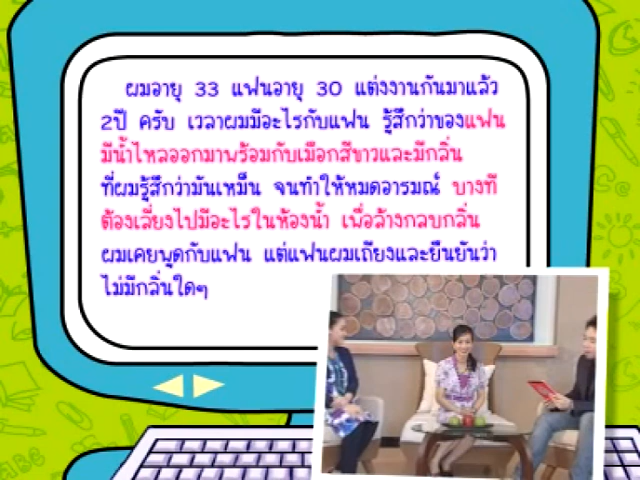 ผมอายุ 33 แฟนอายุ 30 แต่งงานกันมาแล้ว
2ปี ครับ เวลาผมมีอะไรกับแฟน รู้สึกว่าของแฟน
มีน้ำไหลออกมาพร้อมกับเมือกสีขาวและมีกลิ่น
ที่ผมรู้สึกว่ามันเหม็น จนทำให้หมดอารมณ์ บางที
ต้องเลี่ยงไปมีอะไรในห้องน้ำ เพื่อล้างกลบกลิ่น
ผมเคยพูดกับแฟน แต่แฟนผมเถียงและยืนยันว่า
ไม่มีกลิ่นใดๆ